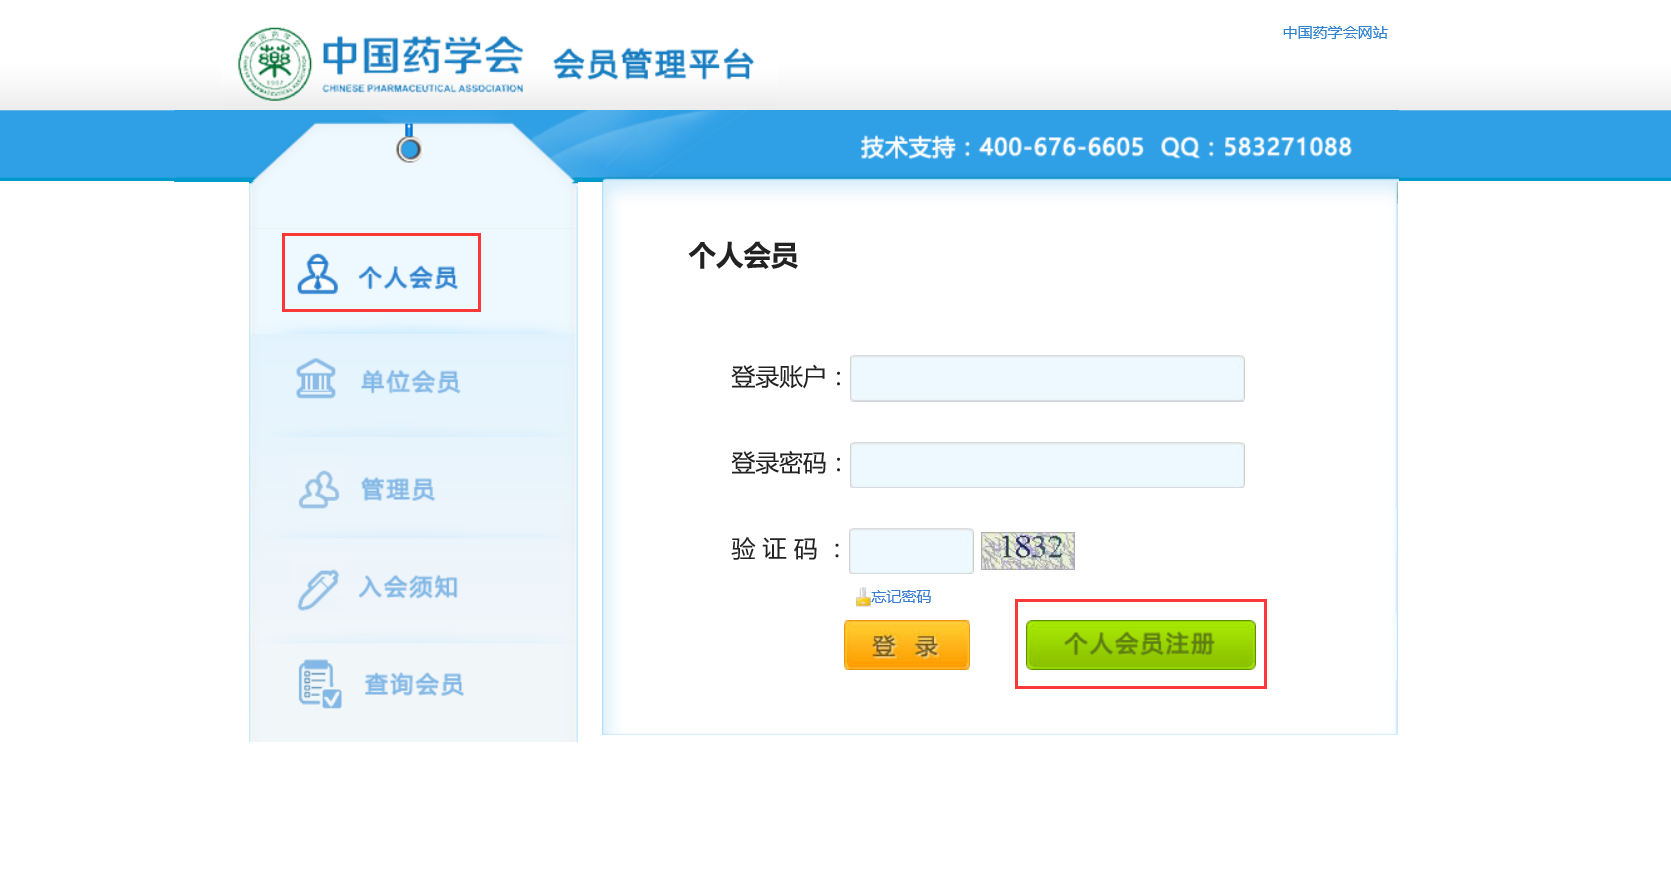 中国药学会网站
中国药学会 会员管理平台
CHINESE PHARMACEUTICAL ASSOCIATION
技术支持：400-676-6605 QQ：583271088
个人会员
单位会员
管理员
入会须知
查询会员
个人会员
登录账户：
登录密码：
验 证 码 ：
1832
忘记密码
登 录
个人会员注册